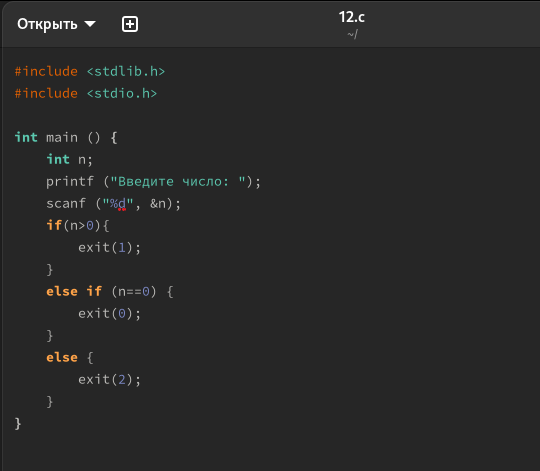 Открыть
12.c
~/
#include <stdlib.h>
#include <stdio.h>
int main () {
    int n;
    printf ("Введите число: ");
    scanf ("%d", &n);
    if(n>0){
        exit(1);
    }
    else if (n==0) {
        exit(0);
    }
    else {
        exit(2);
    }
}